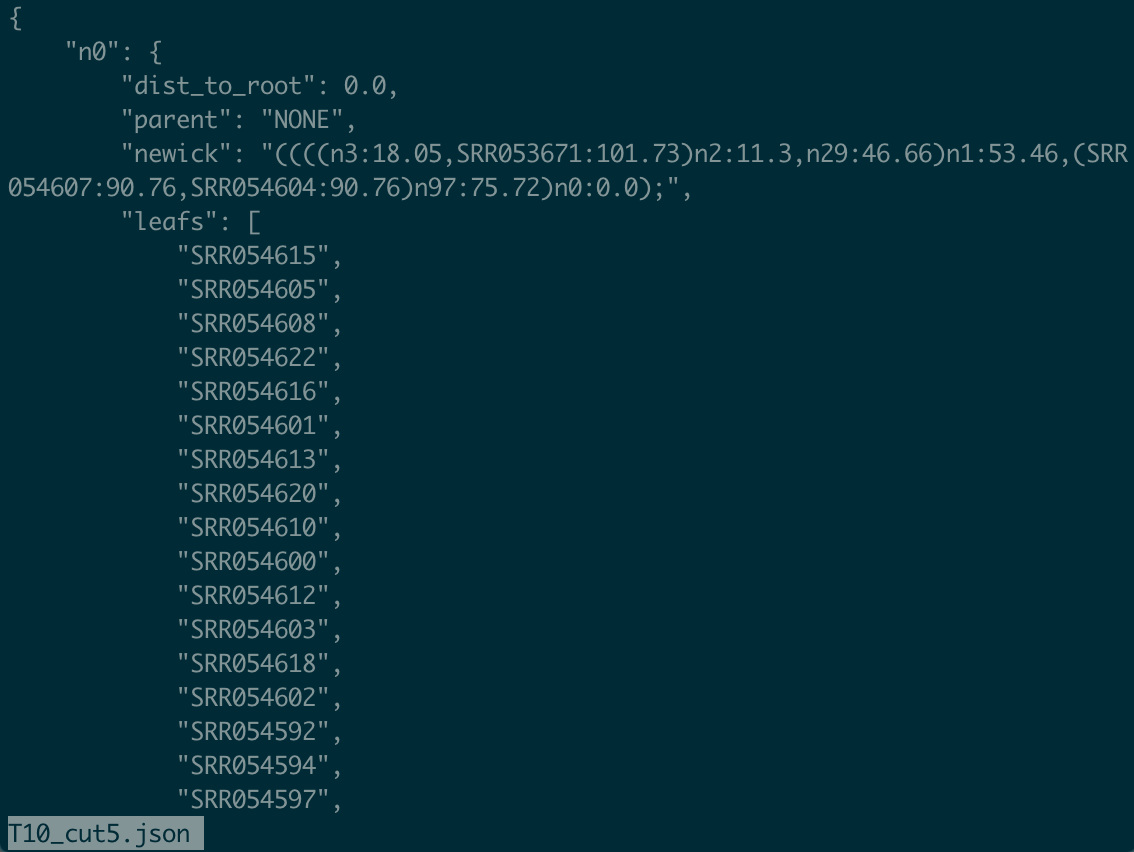 {
    "n0": {
        "dist_to_root": 0.0,
        "parent": "NONE",
        "newick": "((((n3:18.05,SRR053671:101.73)n2:11.3,n29:46.66)n1:53.46,(SRR
054607:90.76,SRR054604:90.76)n97:75.72)n0:0.0);",
        "leafs": [
            "SRR054615",
            "SRR054605",
            "SRR054608",
            "SRR054622",
            "SRR054616",
            "SRR054601",
            "SRR054613",
            "SRR054620",
            "SRR054610",
            "SRR054600",
            "SRR054612",
            "SRR054603",
            "SRR054618",
            "SRR054602",
            "SRR054592",
            "SRR054594",
            "SRR054597",
T10_cut5.json